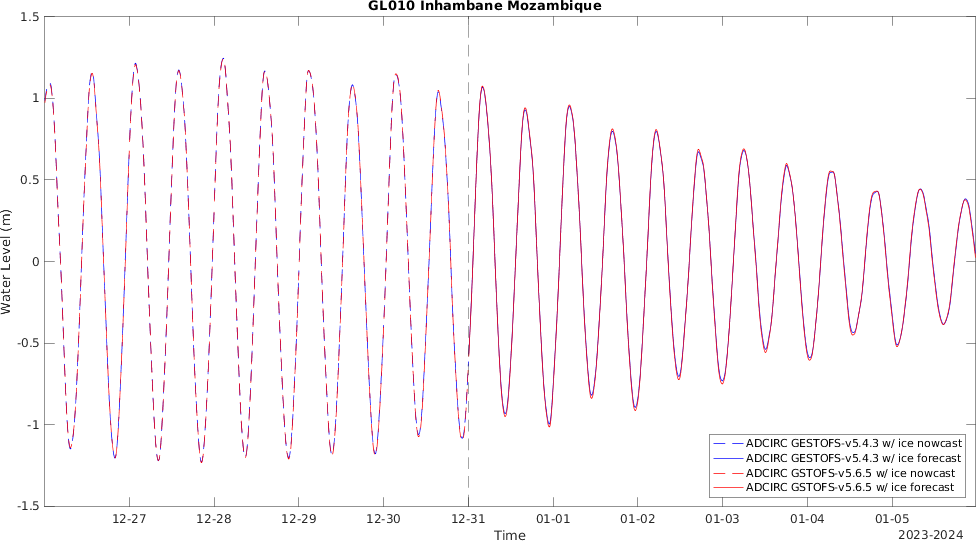 GL010 Inhambane Mozambique
1.5
1
0.5
0
-0.5
-1
-1.5
Water Level (m)
12-27 12-28 12-29 12-30 12-31 01-01 01-02 01-03 01-04 01-05
Time
2023-2024
ADCIRC GESTOFS-v5.4.3 w/ ice nowcast
ADCIRC GESTOFS-v5.4.3 w/ ice forecast
ADCIRC GSTOFS-v5.6.5 w/ ice nowcast
ADCIRC GSTOFS-v5.6.5 w/ ice forecast